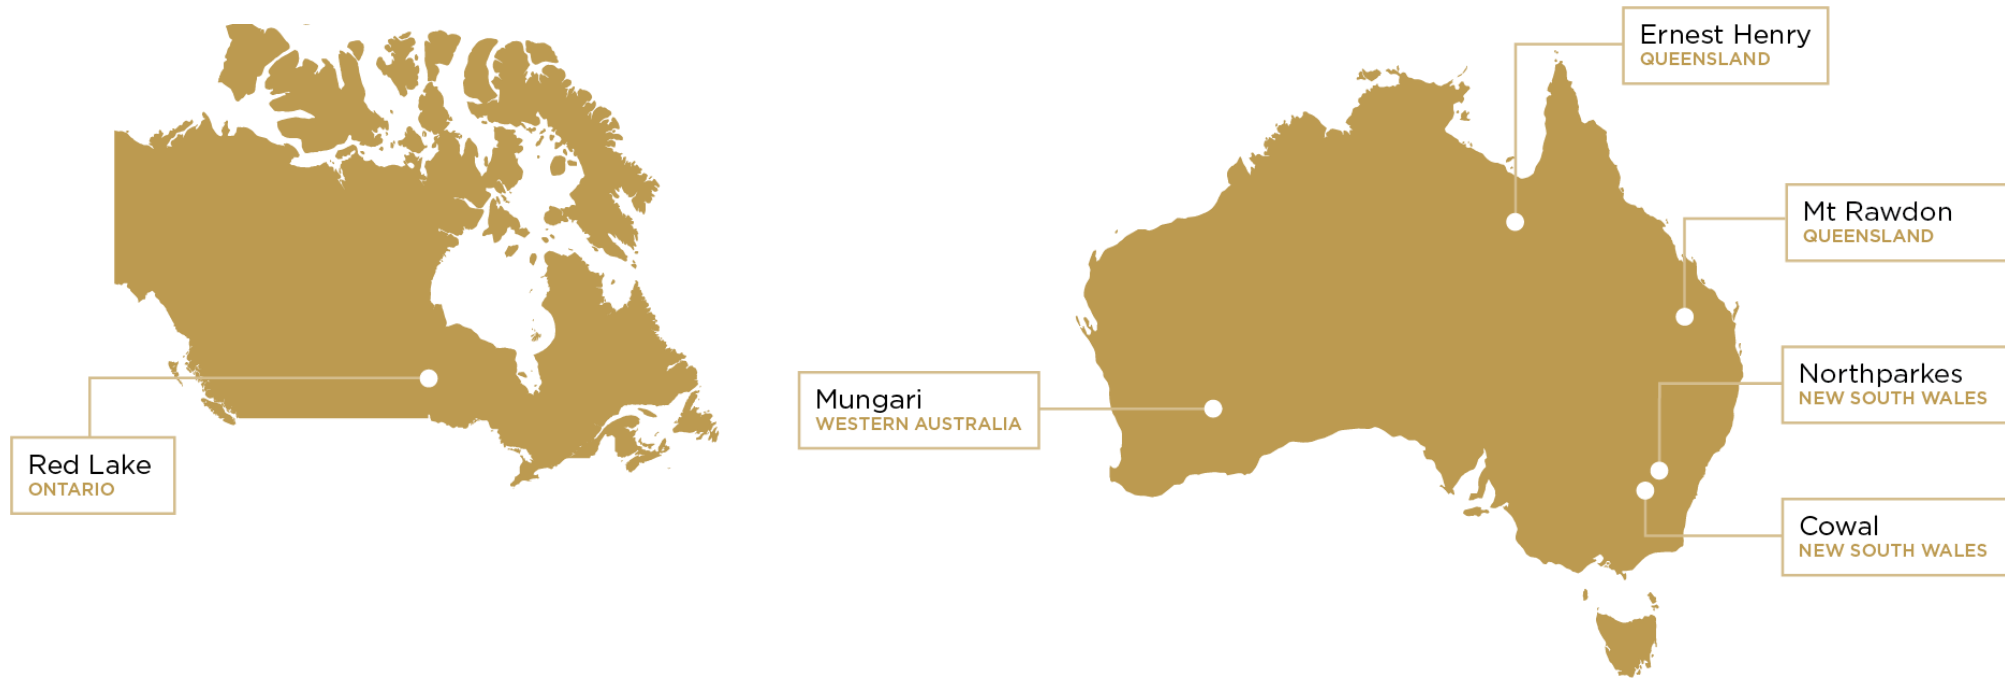 Ernest Henry
QUEENSLAND
Mt Rawdon
QUEENSLAND
Northparkes
NEW SOUTH WALES
Mungari
WESTERN AUSTRALIA
Red Lake
ONTARIO
Cowal
NEW SOUTH WALES